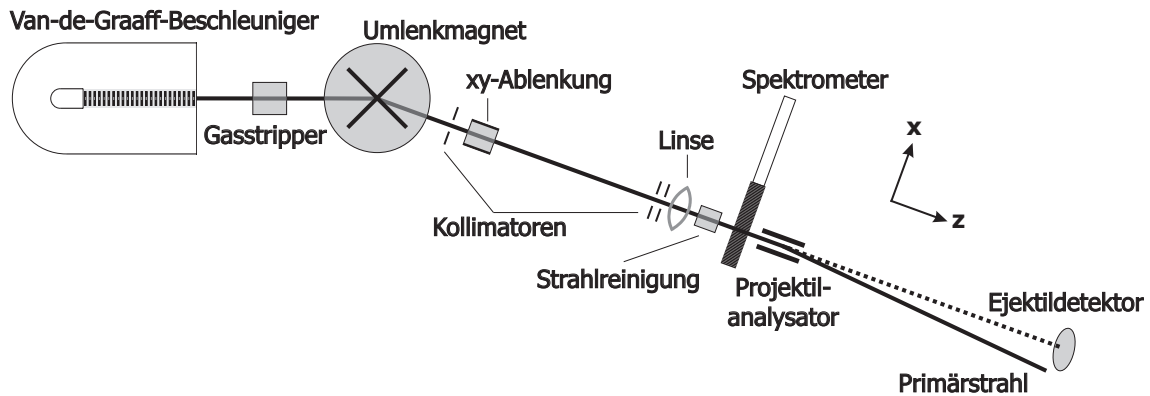 Van-de-Graaff-Beschleuniger
Umlenkmagnet
xy-Ablenkung
Spektrometer
Gasstripper
Linse
x
z
Kollimatoren
Strahlreinigung
Projektil-
analysator
Ejektildetektor
Primärstrahl